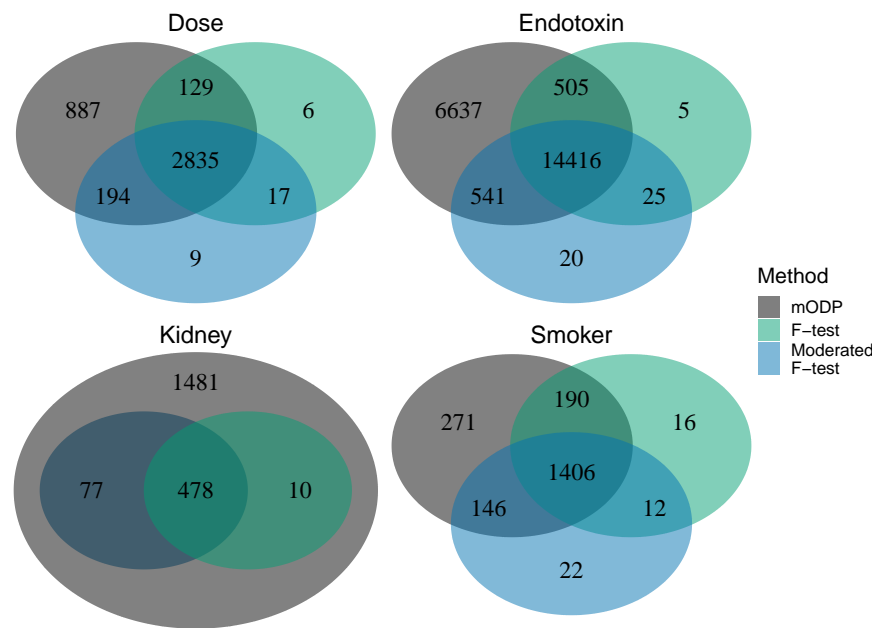 Dose
887
129
6
2835
194
17
9
Endotoxin
6637
505
5
14416
541
25
20
Method
mODP
F−test
Moderated
F−test
Kidney
1481
77
478
10
Smoker
271
190
16
1406
146
12
22